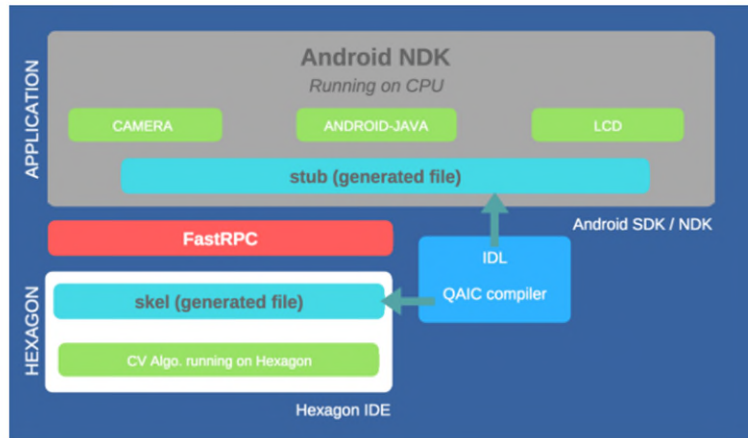 APPLICATION
Android NDK
Running on CPU
CAMERA
ANDROID-JAVA
LCD
stub (generated file)
Android SDK / NDK
FastRPC
IDL
QAIC compiler
HEXAGON
skel (generated file)
CV Algo. running on Hexagon
Hexagon IDE